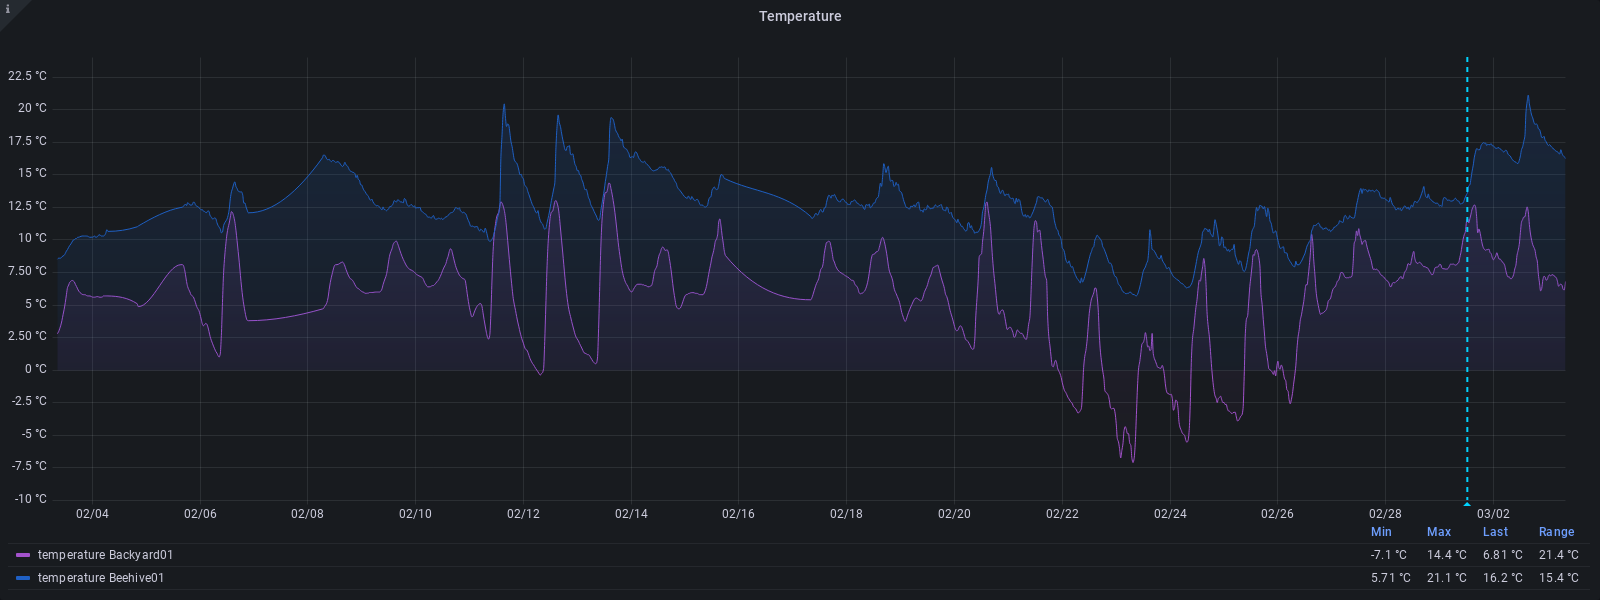 i
Temperature
22.5 °C
20 °C
17.5 °C
15 °C
12.5 °C
10 °C
7.50 °C
5 °C
2.50 °C
0 °C
-2.5 °C
-5 °C
-7.5 °C
-10 °C
02/04 02/06 02/08 02/10 02/12 02/14 02/16 02/18 02/20 02/22 02/24 02/26 02/28 03/02
Min Max Last Range
temperature Backyard01 -7.1 °C 14.4 °C 6.81 °C 21.4 °C
temperature Beehive01 5.71 °C 21.1 °C 16.2 °C 15.4 °C